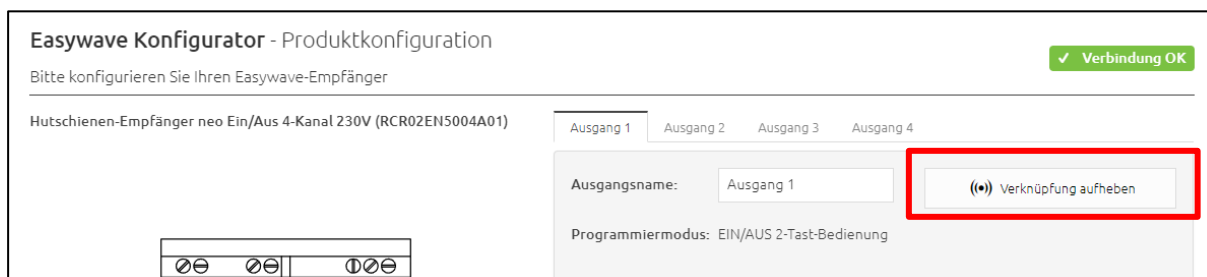 Easywave Konfigurator - Produktkonfiguration
Bitte konfigurieren Sie Ihren Easywave-Empfänger
✓ Verbindung OK
Hutschienen-Empfänger neo Ein/Aus 4-Kanal 230V (RCR02EN5004A01)
Ausgang 1 Ausgang 2 Ausgang 3 Ausgang 4
Ausgangsname: Ausgang 1 Verknüpfung aufheben
Programmiermodus: EIN/AUS 2-Tast-Bedienung